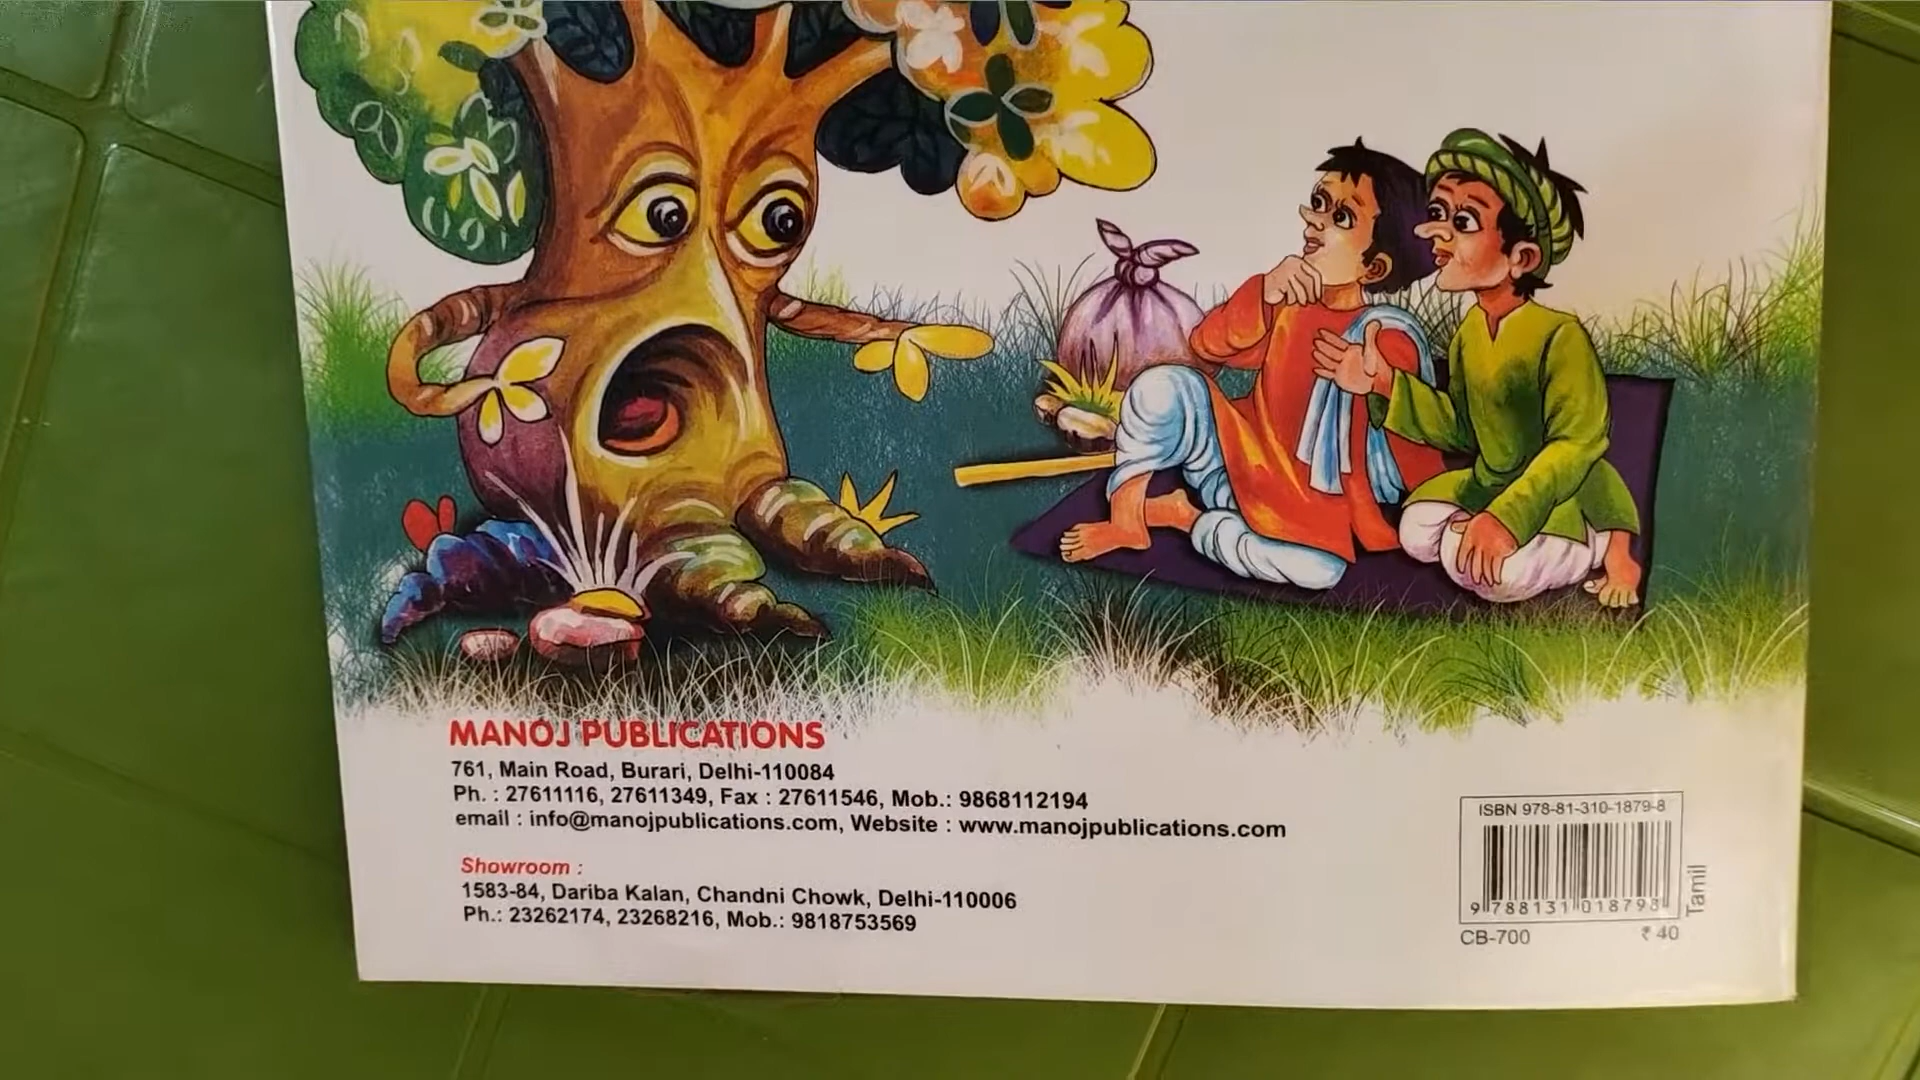 MANOJ PUBLICATIONS
761, Main Road, Burari, Delhi-110084
Ph. : 27611116, 27611349, Fax : 27611546, Mob.: 9868112194
email : info@manojpublications.com, Website : www.manojpublications.com
Showroom :
1583-84, Dariba Kalan, Chandni Chowk, Delhi-110006
Ph.: 23262174, 23268216, Mob.: 9818753569
ISBN 978-81-310-1879-8
9 788131 018798
Tamil
CB-700 ₹ 40